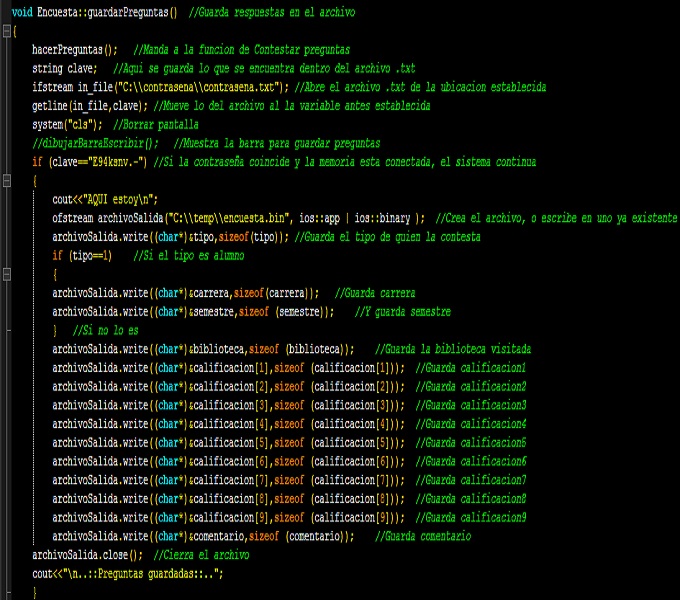 void Encuesta::guardarPreguntas()  //Guarda respuestas en el archivo
{
hacerPreguntas();   //Manda a la funcion de Contestar preguntas
string clave;   //Aqui se guarda lo que se encuentra dentro del archivo .txt
ifstream in_file("C:\\contrasena\\contrasena.txt"); //Abre el archivo .txt de la ubicacion establecida
getline(in_file,clave); //Mueve lo del archivo al la variable antes establecida
system("cls");  //Borrar pantalla
//dibujarBarraEscribir();   //Muestra la barra para guardar preguntas
if (clave=="E94ksnv.-") //Si la contraseña coincide y la memoria esta conectada, el sistema continua
{
cout<<"AQUI estoy\n";
ofstream archivoSalida("C:\\temp\\encuesta.bin", ios::app | ios::binary );  //Crea el archivo, o escribe en uno ya existente
archivoSalida.write((char*)&tipo,sizeof(tipo)); //Guarda el tipo de quien la contesta
if (tipo==1)    //Si el tipo es alumno
{
archivoSalida.write((char*)&carrera,sizeof(carrera));   //Guarda carrera
archivoSalida.write((char*)&semestre,sizeof (semestre));    //Y guarda semestre
}   //Si no lo es
archivoSalida.write((char*)&biblioteca,sizeof (biblioteca));    //Guarda la biblioteca visitada
archivoSalida.write((char*)&calificacion[1],sizeof (calificacion[1]));  //Guarda calificacion1
archivoSalida.write((char*)&calificacion[2],sizeof (calificacion[2]));  //Guarda calificacion2
archivoSalida.write((char*)&calificacion[3],sizeof (calificacion[3]));  //Guarda calificacion3
archivoSalida.write((char*)&calificacion[4],sizeof (calificacion[4]));  //Guarda calificacion4
archivoSalida.write((char*)&calificacion[5],sizeof (calificacion[5]));  //Guarda calificacion5
archivoSalida.write((char*)&calificacion[6],sizeof (calificacion[6]));  //Guarda calificacion6
archivoSalida.write((char*)&calificacion[7],sizeof (calificacion[7]));  //Guarda calificacion7
archivoSalida.write((char*)&calificacion[8],sizeof (calificacion[8]));  //Guarda calificacion8
archivoSalida.write((char*)&calificacion[9],sizeof (calificacion[9]));  //Guarda calificacion9
archivoSalida.write((char*)&comentario,sizeof (comentario));    //Guarda comentario
archivoSalida.close();  //Cierra el archivo
cout<<"\n..::Preguntas guardadas::..";
}